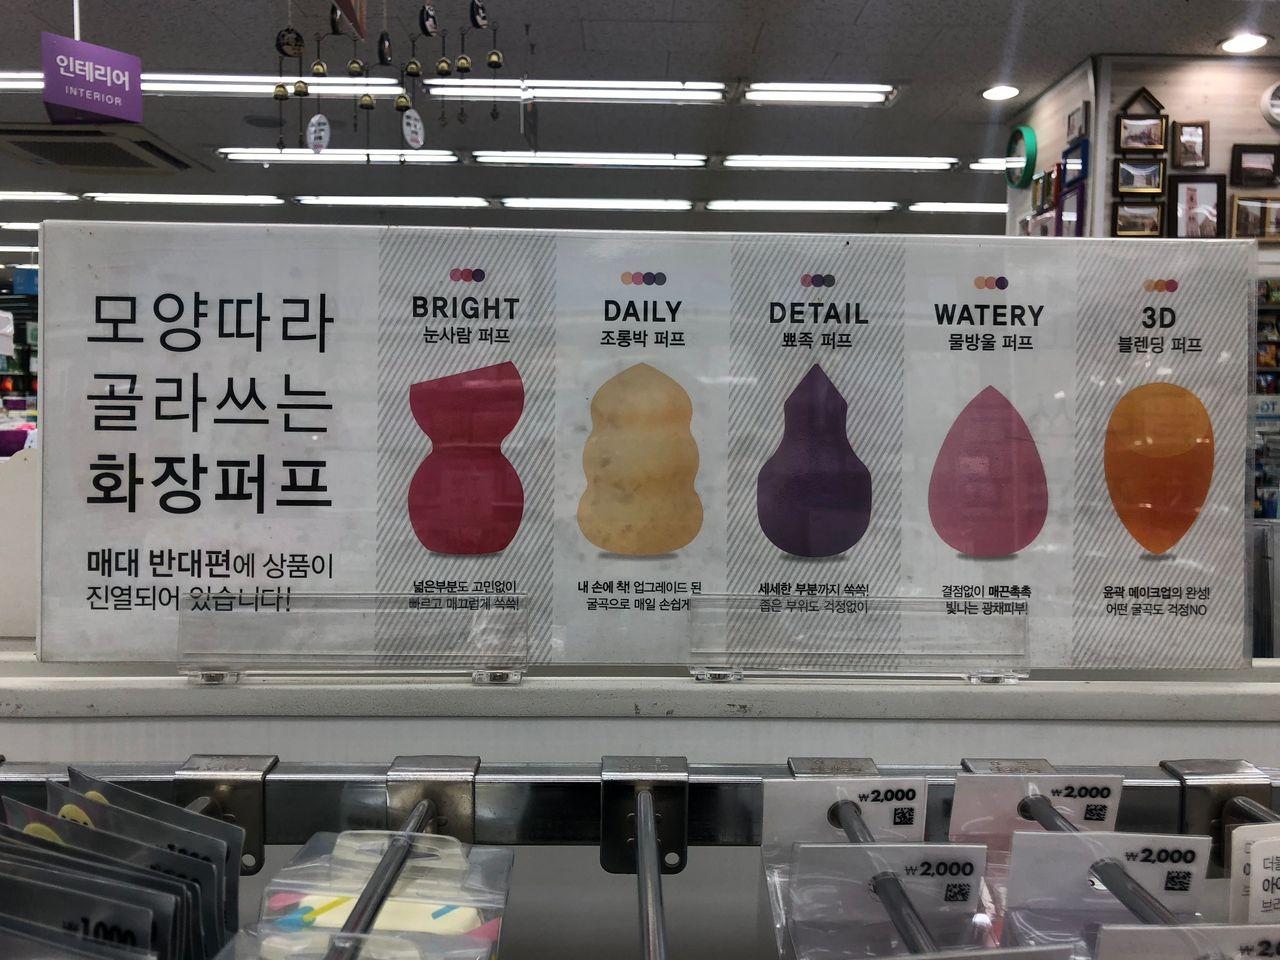 인테리어
INTERIOR
모양따라
골라쓰는
화장퍼프
매대 반대편에 상품이
진열되어 있습니다!
BRIGHT
눈사람 퍼프
넓은부분도 고민없이
빠르고 매끄럽게 쓱쓱!
DAILY
조롱박 퍼프
내 손에 착! 업그레이드 된
굴곡으로 매일 손쉽게
DETAIL
뾰족 퍼프
세세한 부분까지 쏙쏙!
좁은 부위도 걱정없이
WATERY
물방울 퍼프
결점없이 매끈촉촉
빛나는 광채피부!
3D
블렌딩 퍼프
윤곽 메이크업의 완성!
어떤 굴곡도 걱정NO
₩2,000
₩2,000
₩2,000
₩2,000
₩1,000